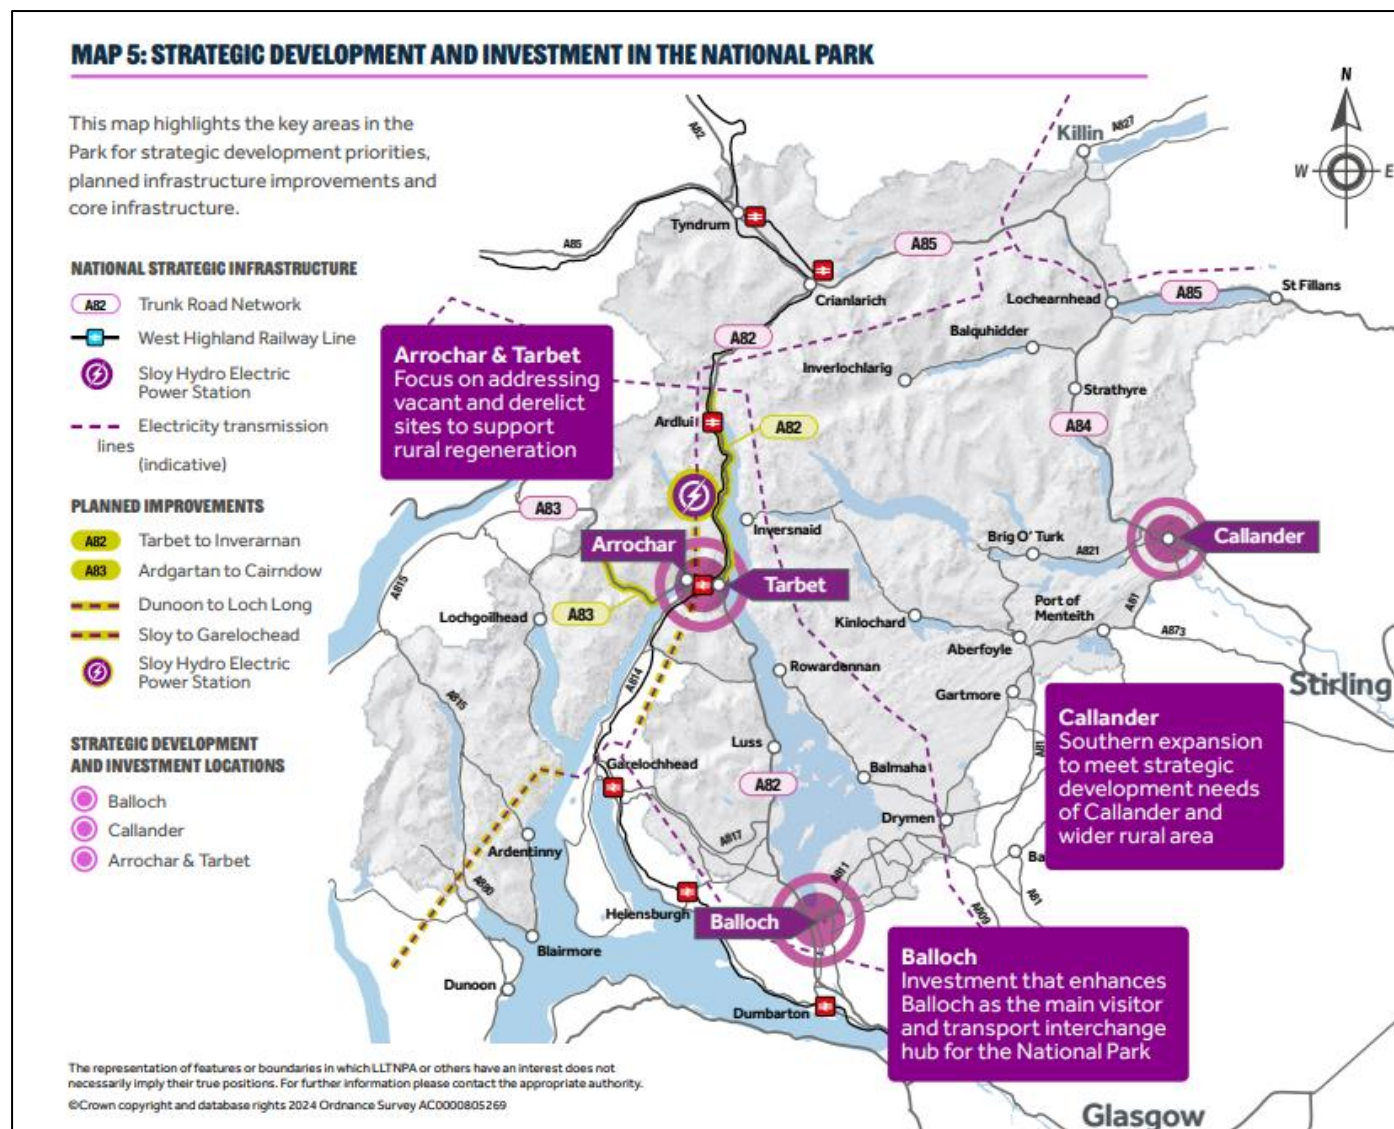 MAP 5: STRATEGIC DEVELOPMENT AND INVESTMENT IN THE NATIONAL PARK
This map highlights the key areas in the
Park for strategic development priorities,
planned infrastructure improvements and
core infrastructure.
NATIONAL STRATEGIC INFRASTRUCTURE
A82 Trunk Road Network
West Highland Railway Line
Sloy Hydro Electric
Power Station
Electricity transmission
lines
(indicative)
PLANNED IMPROVEMENTS
A82 Tarbet to Inverarnan
A83 Ardgartan to Cairndow
Dunoon to Loch Long
Sloy to Garelochead
Sloy Hydro Electric
Power Station
STRATEGIC DEVELOPMENT
AND INVESTMENT LOCATIONS
Balloch
Callander
Arrochar & Tarbet
N
W
E
A82
Killin
A827
Tyndrum
A85
A85
Crianlarich
Lochearnhead
A85
St Fillans
A82
Balquhidder
Inverlochlarig
Strathyre
Arrochar & Tarbet
Focus on addressing
vacant and derelict
sites to support
rural regeneration
Ardlui
A82
A84
A83
Inversnaid
Brig O' Turk
A821
Callander
Arrochar
Tarbet
A815
A83
Lochgoilhead
Kinlochard
Port of
Menteith
A81
A873
Aberfoyle
Rowardennan
A814
Gartmore
Stirling
A815
Luss
Callander
Southern expansion
to meet strategic
development needs
of Callander and
wider rural area
A81
Garelochhead
A82
Balmaha
Drymen
A817
Ardentinny
Ba
A811
A880
A81
A809
Helensburgh
Balloch
Blairmore
Balloch
Investment that enhances
Balloch as the main visitor
and transport interchange
hub for the National Park
Dunoon
Dumbarton
Glasgow
The representation of features or boundaries in which LLTNPA or others have an interest does not
necessarily imply their true positions. For further information please contact the appropriate authority.
©Crown copyright and database rights 2024 Ordnance Survey AC0000805269